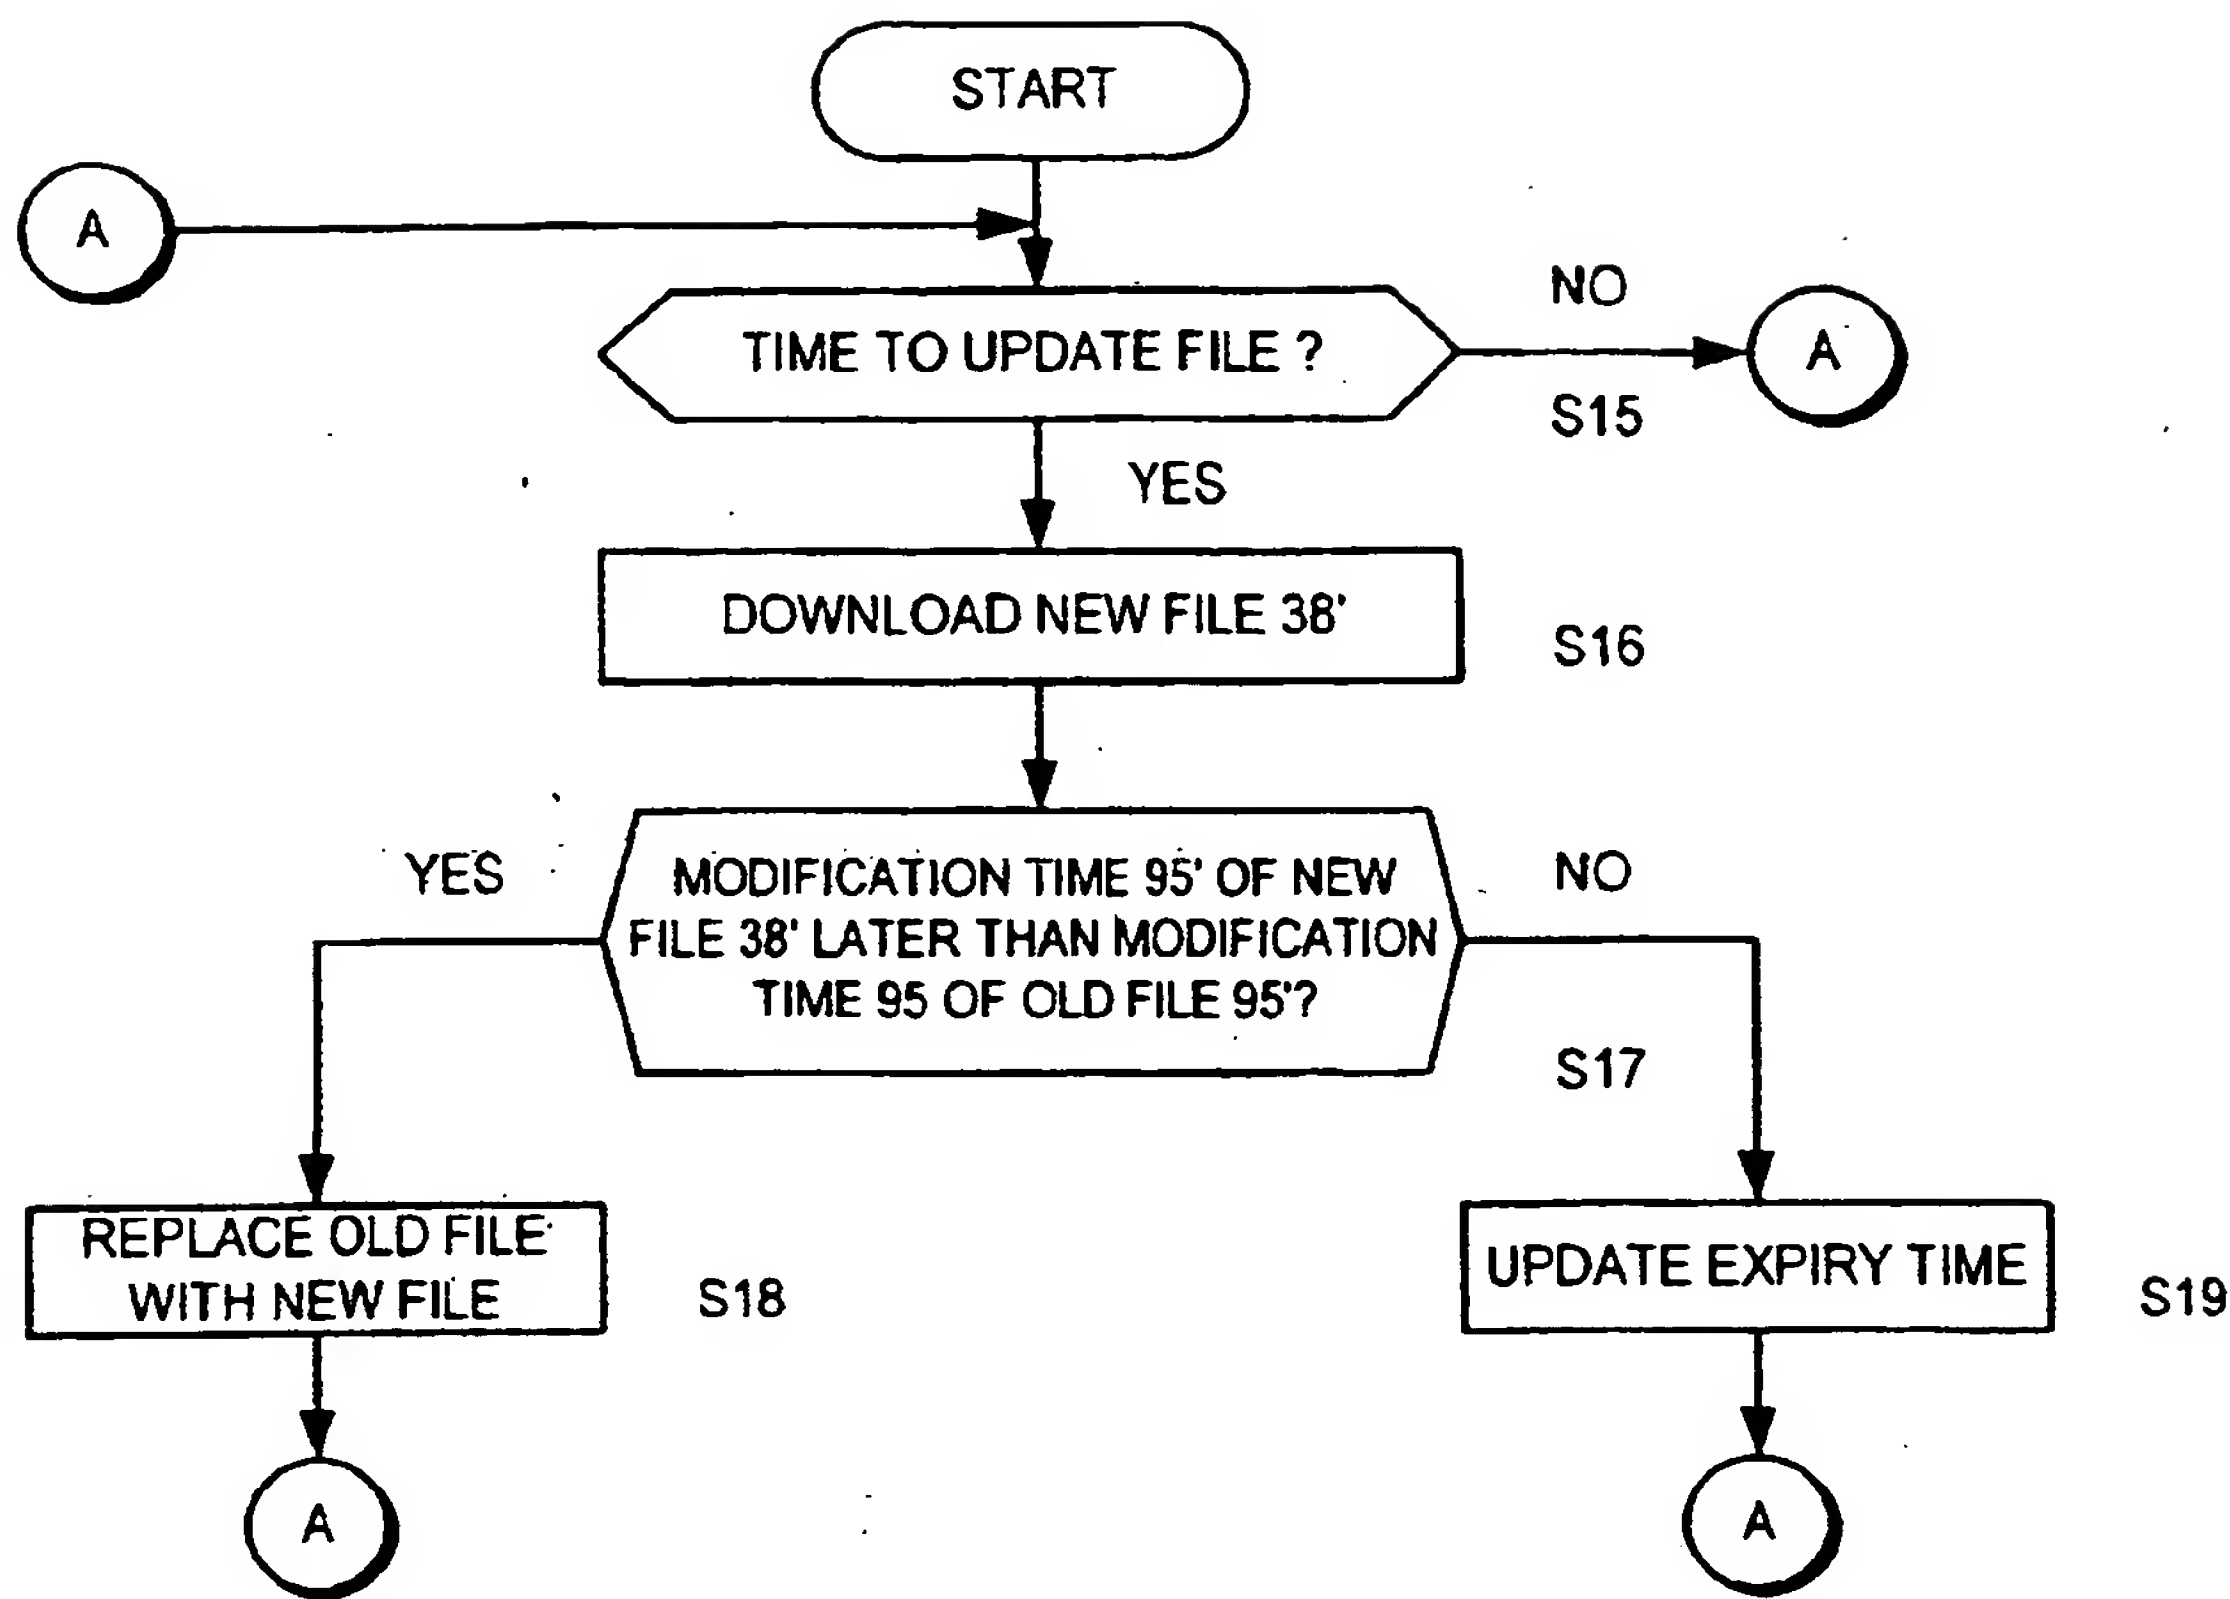 START
A
NO
TIME TO UPDATE FILE ?
A
S15
YES
DOWNLOAD NEW FILE 38'
S16
YES
MODIFICATION TIME 95' OF NEW
FILE 38' LATER THAN MODIFICATION
TIME 95 OF OLD FILE 95'?
NO
S17
REPLACE OLD FILE
WITH NEW FILE
S18
UPDATE EXPIRY TIME
S19
A
A